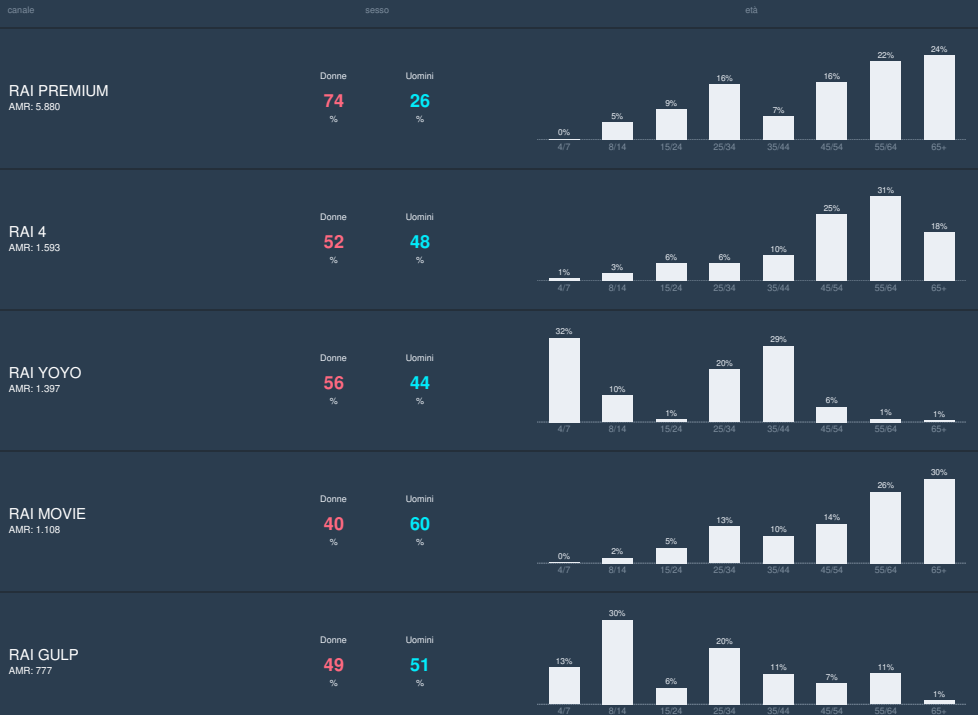 canale sesso età
RAI PREMIUM
AMR: 5.880
Donne Uomini
74 26
% %
0% 5% 9% 16% 7% 16% 22% 24%
4/7 8/14 15/24 25/34 35/44 45/54 55/64 65+
RAI 4
AMR: 1.593
Donne Uomini
52 48
% %
1% 3% 6% 6% 10% 25% 31% 18%
4/7 8/14 15/24 25/34 35/44 45/54 55/64 65+
RAI YOYO
AMR: 1.397
Donne Uomini
56 44
% %
32% 10% 1% 20% 29% 6% 1% 1%
4/7 8/14 15/24 25/34 35/44 45/54 55/64 65+
RAI MOVIE
AMR: 1.108
Donne Uomini
40 60
% %
0% 2% 5% 13% 10% 14% 26% 30%
4/7 8/14 15/24 25/34 35/44 45/54 55/64 65+
RAI GULP
AMR: 777
Donne Uomini
49 51
% %
13% 30% 6% 20% 11% 7% 11% 1%
4/7 8/14 15/24 25/34 35/44 45/54 55/64 65+